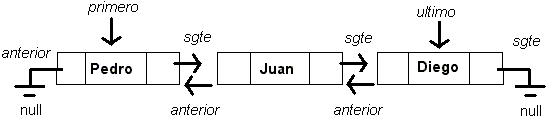 primero
ultimo
anterior
sgte
sgte
sgte
Pedro
Juan
Diego
anterior
anterior
null
null